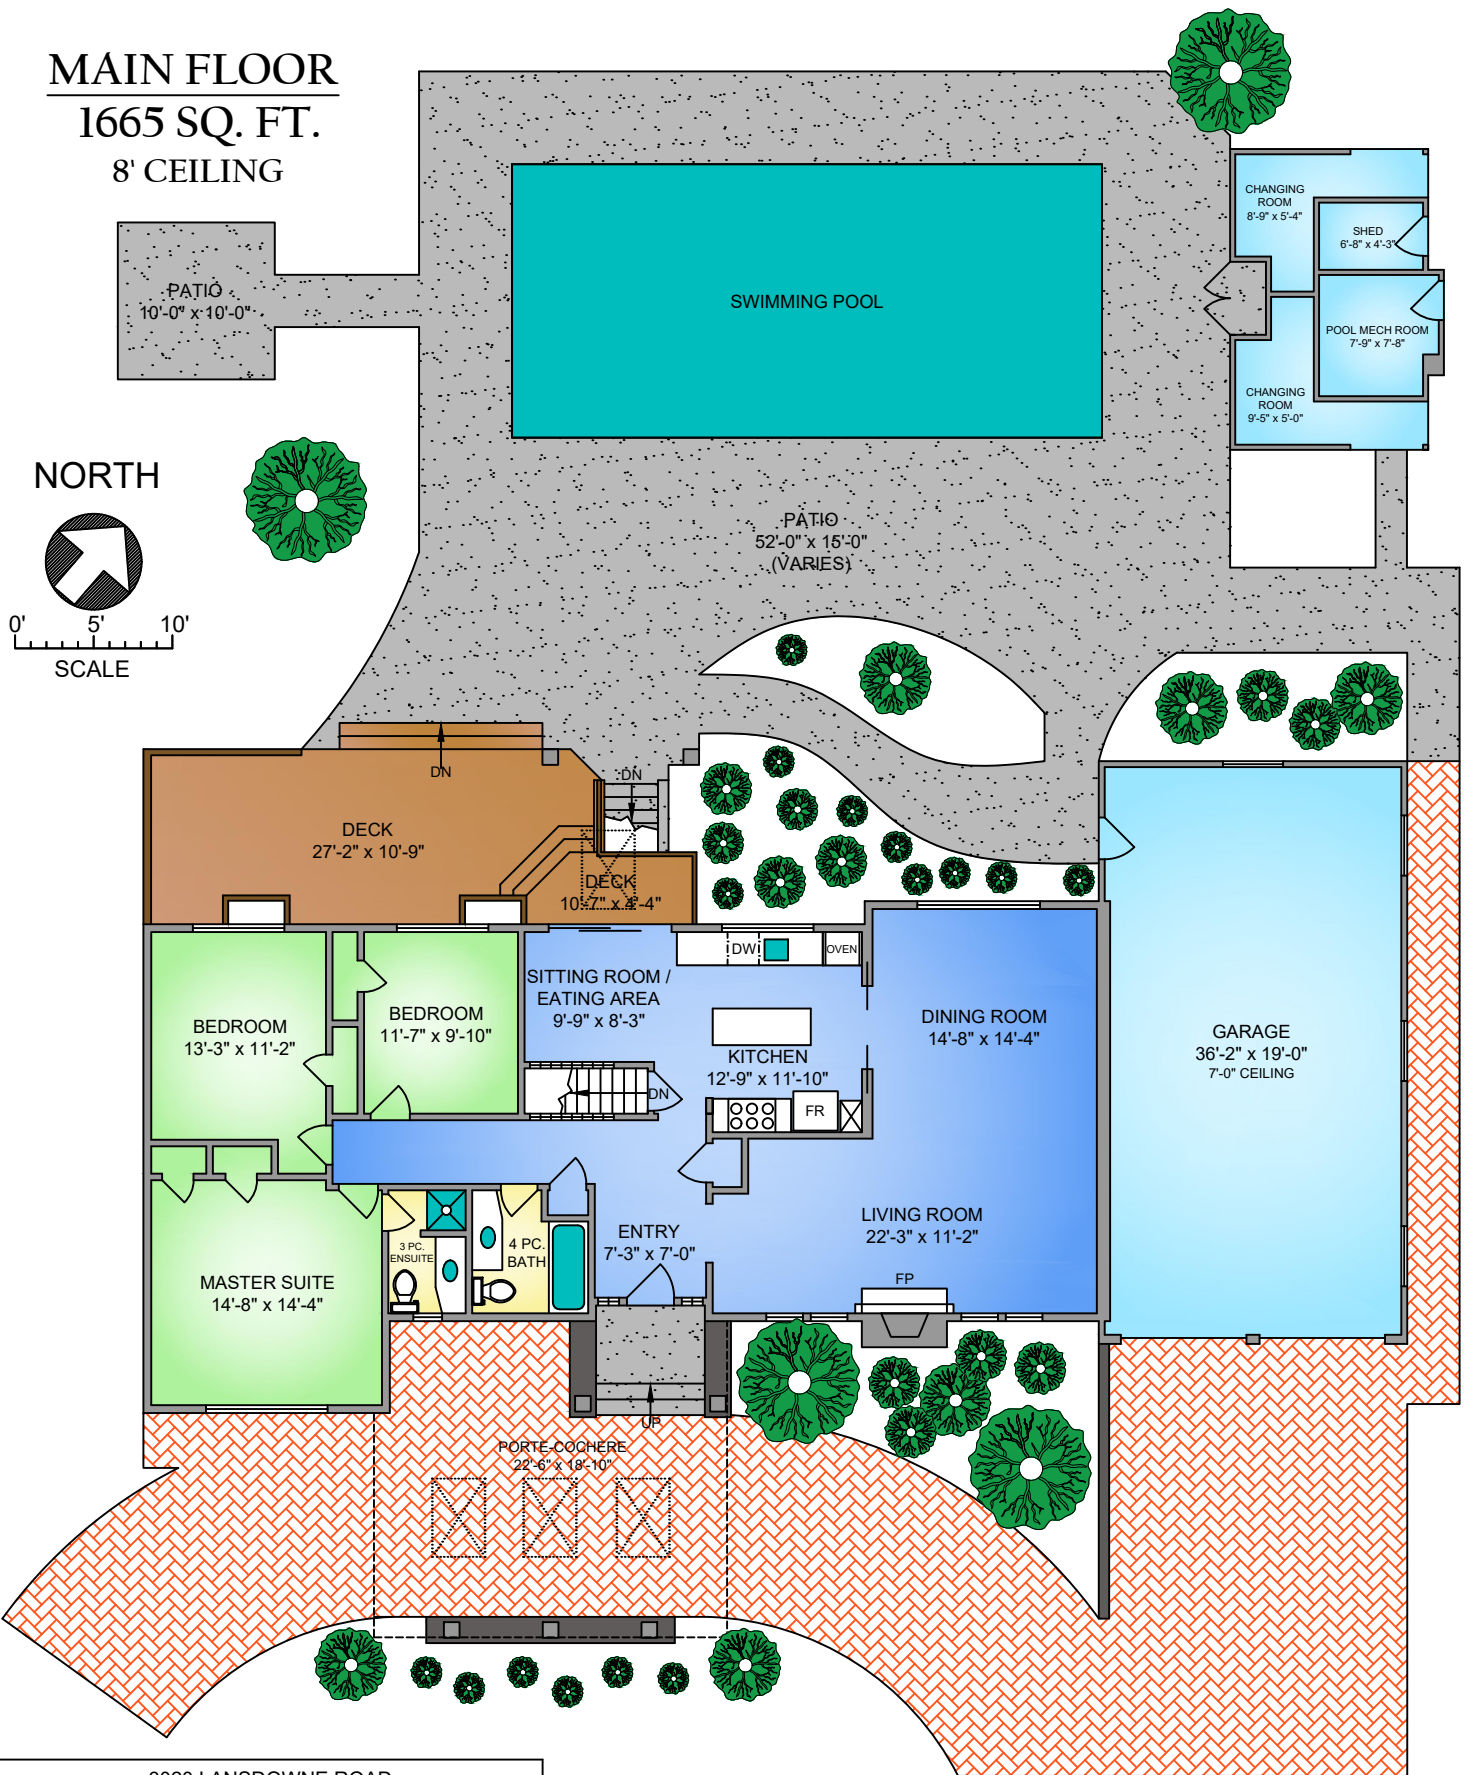 MAIN FLOOR
1665 SQ. FT.
8' CEILING
CHANGING
ROOM
8'-9" x 5'-4"
SHED
6'-8" x 4'-3"
PATIO
10'-0" x 10'-0"
SWIMMING POOL
POOL MECH ROOM
7'-9" x 7'-8"
CHANGING
ROOM
9'-5" x 5'-0"
NORTH
0' 5' 10'
SCALE
PATIO
52'-0" x 15'-0"
(VARIES)
DN
DN
DECK
27'-2" x 10'-9"
DECK
10'-7" x 4'-4"
DW
OVEN
SITTING ROOM /
EATING AREA
9'-9" x 8'-3"
BEDROOM
13'-3" x 11'-2"
BEDROOM
11'-7" x 9'-10"
DINING ROOM
14'-8" x 14'-4"
GARAGE
36'-2" x 19'-0"
7'-0" CEILING
KITCHEN
12'-9" x 11'-10"
DN
FR
ENTRY
7'-3" x 7'-0"
LIVING ROOM
22'-3" x 11'-2"
3 PC.
ENSUITE
4 PC.
BATH
MASTER SUITE
14'-8" x 14'-4"
FP
UP
PORTE-COCHERE
22'-6" x 18'-10"
LANSDOWNE ROAD